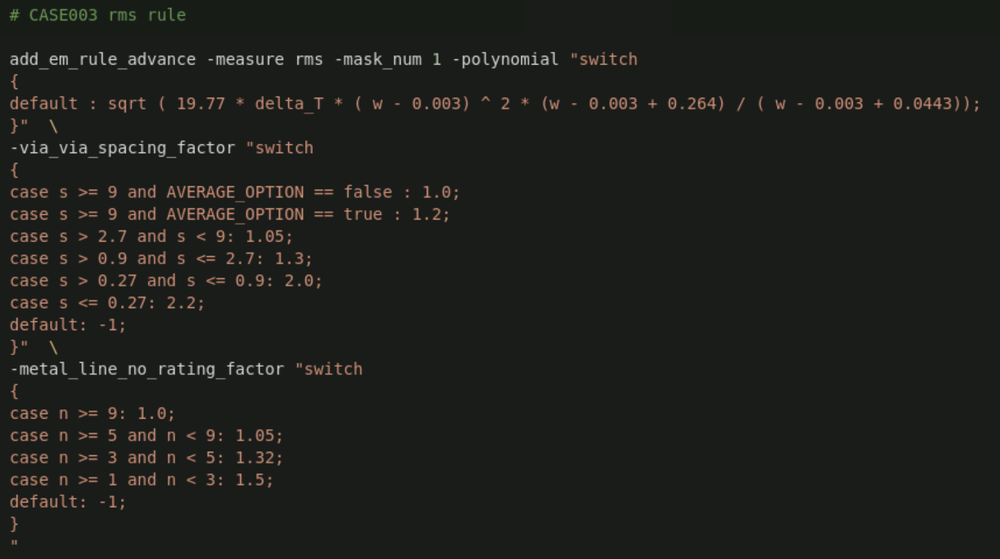 # CASE003 rms rule
add_em_rule_advance -measure rms -mask_num 1 -polynomial "switch
{
default : sqrt ( 19.77 * delta_T * ( w - 0.003) ^ 2 * (w - 0.003 + 0.264) / ( w - 0.003 + 0.0443));
}"  \
-via_via_spacing_factor "switch
{
case s >= 9 and AVERAGE_OPTION == false : 1.0;
case s >= 9 and AVERAGE_OPTION == true : 1.2;
case s > 2.7 and s < 9: 1.05;
case s > 0.9 and s <= 2.7: 1.3;
case s > 0.27 and s <= 0.9: 2.0;
case s <= 0.27: 2.2;
default: -1;
}"  \
-metal_line_no_rating_factor "switch
{
case n >= 9: 1.0;
case n >= 5 and n < 9: 1.05;
case n >= 3 and n < 5: 1.32;
case n >= 1 and n < 3: 1.5;
default: -1;
}
"